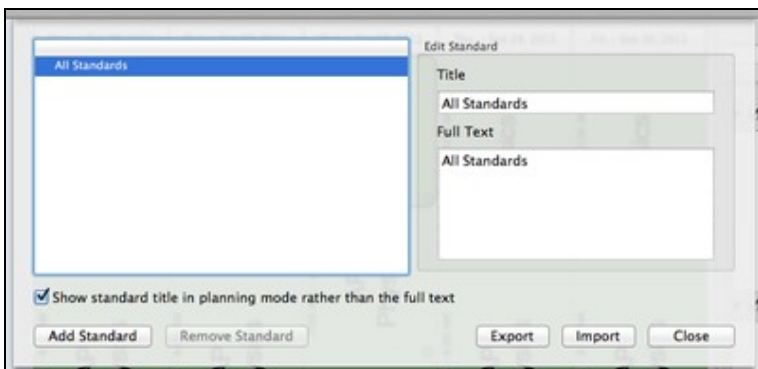 Edit Standard
All Standards
Title
All Standards
Full Text
All Standards
Show standard title in planning mode rather than the full text
Add Standard
Remove Standard
Export
Import
Close